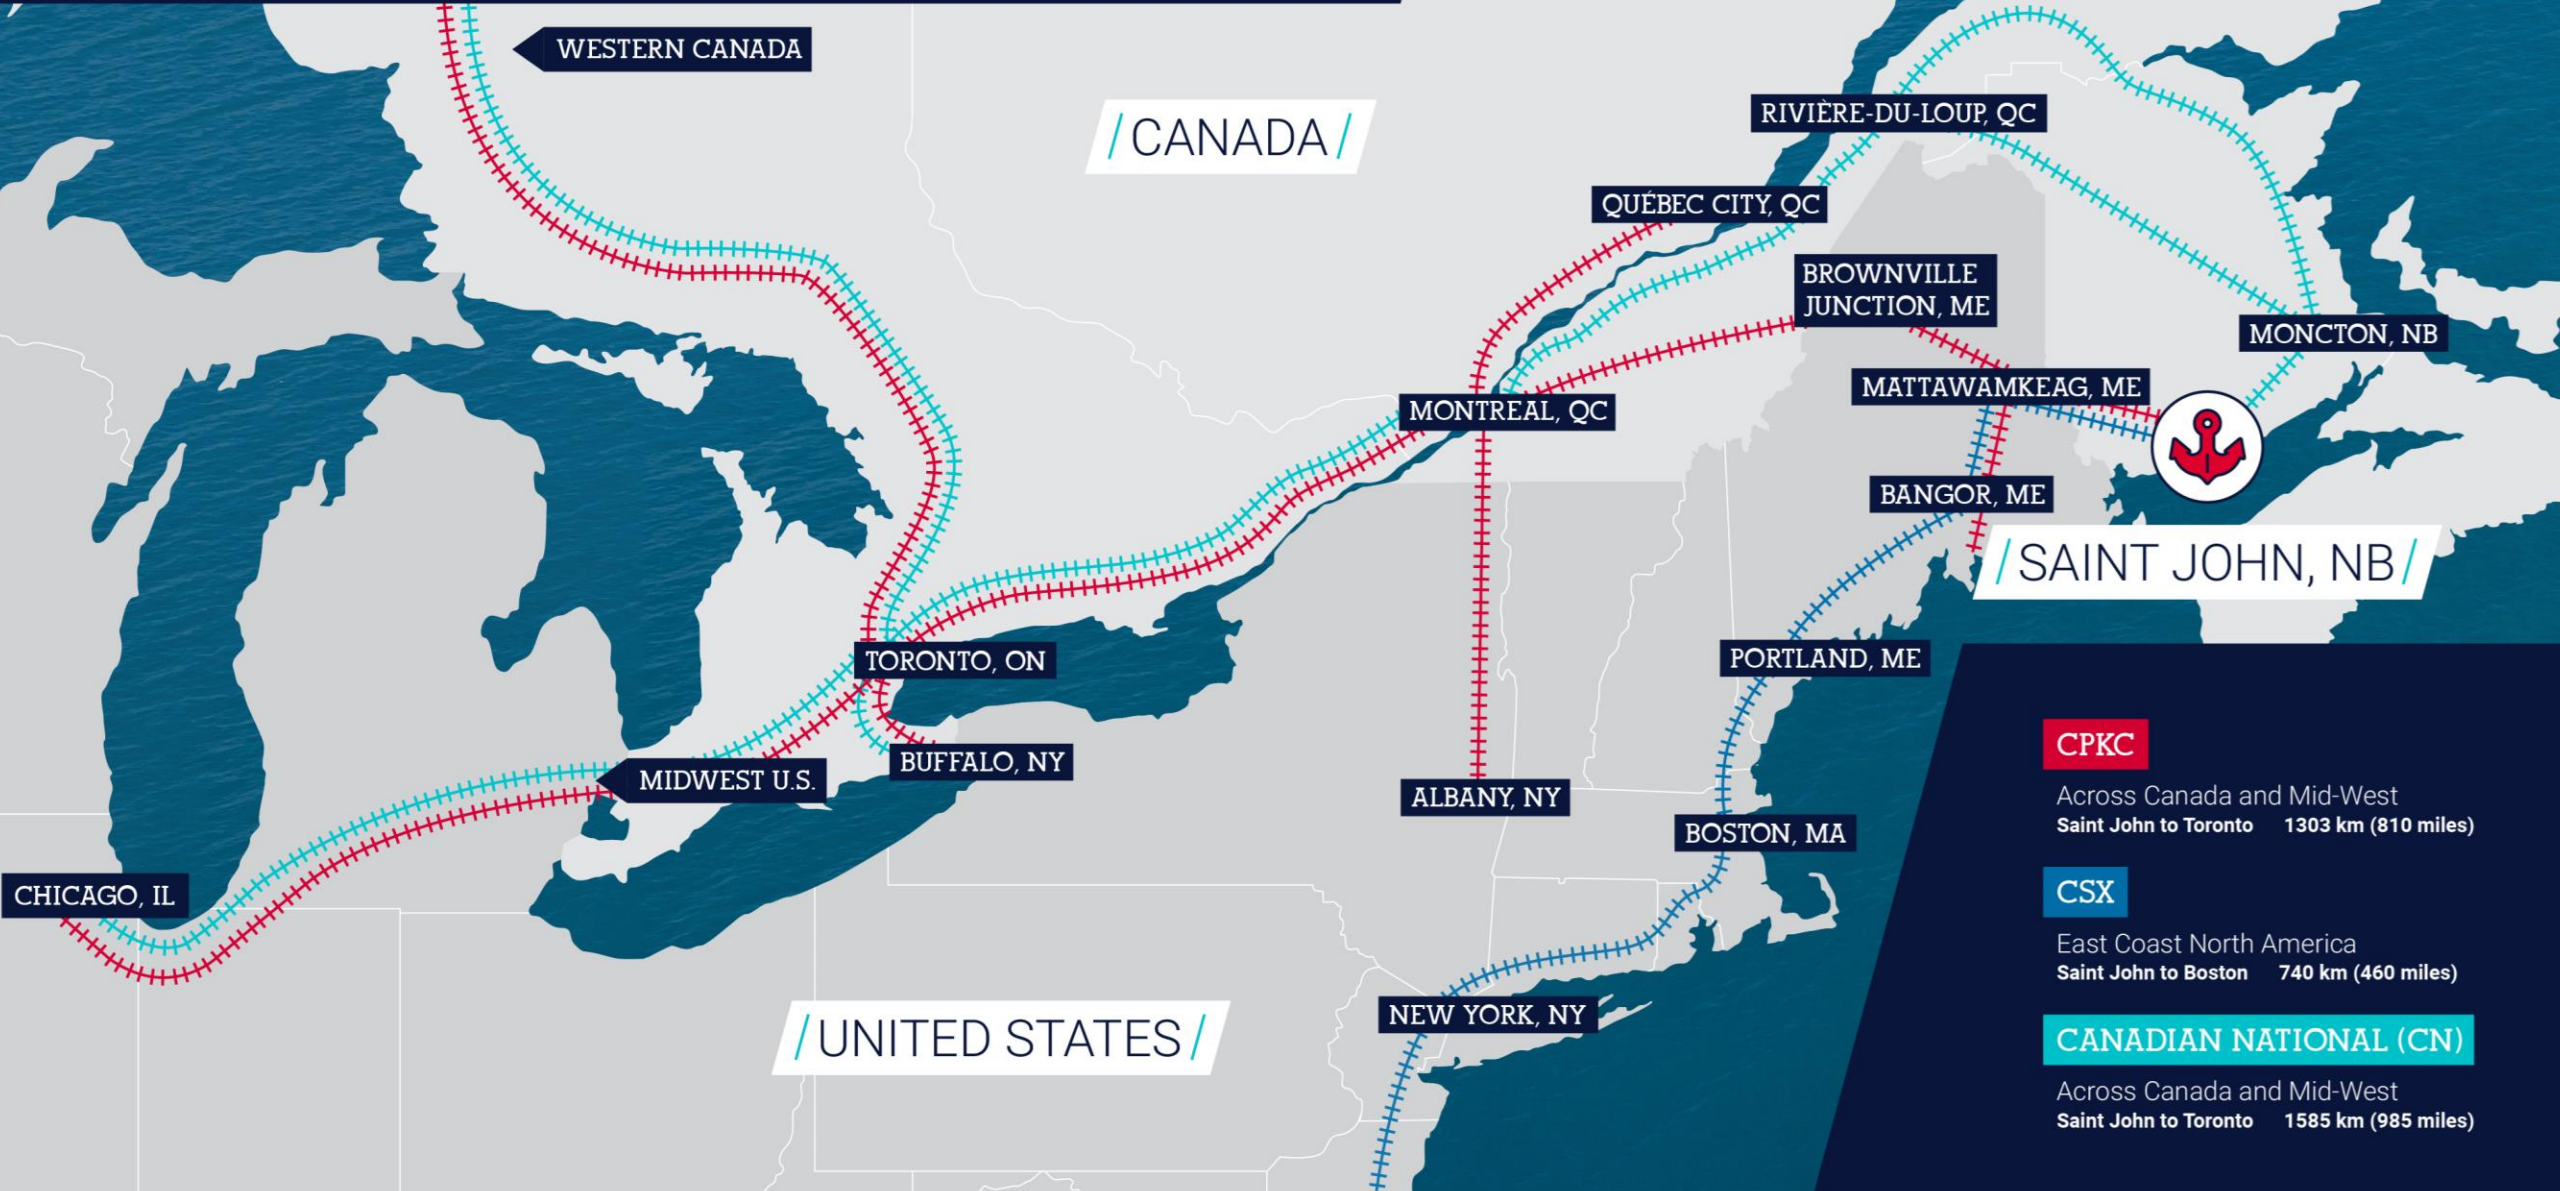 WESTERN CANADA
/CANADA/
RIVIÈRE-DU-LOUP, QC
QUÉBEC CITY, QC
BROWNVILLE
JUNCTION, ME
MONCTON, NB
MATTAWAMKEAG, ME
MONTREAL, QC
BANGOR, ME
/SAINT JOHN, NB/
TORONTO, ON
PORTLAND, ME
BUFFALO, NY
MIDWEST U.S.
ALBANY, NY
BOSTON, MA
CHICAGO, IL
NEW YORK, NY
/UNITED STATES/
CPKC
Across Canada and Mid-West
Saint John to Toronto 1303 km (810 miles)
CSX
East Coast North America
Saint John to Boston 740 km (460 miles)
CANADIAN NATIONAL (CN)
Across Canada and Mid-West
Saint John to Toronto 1585 km (985 miles)